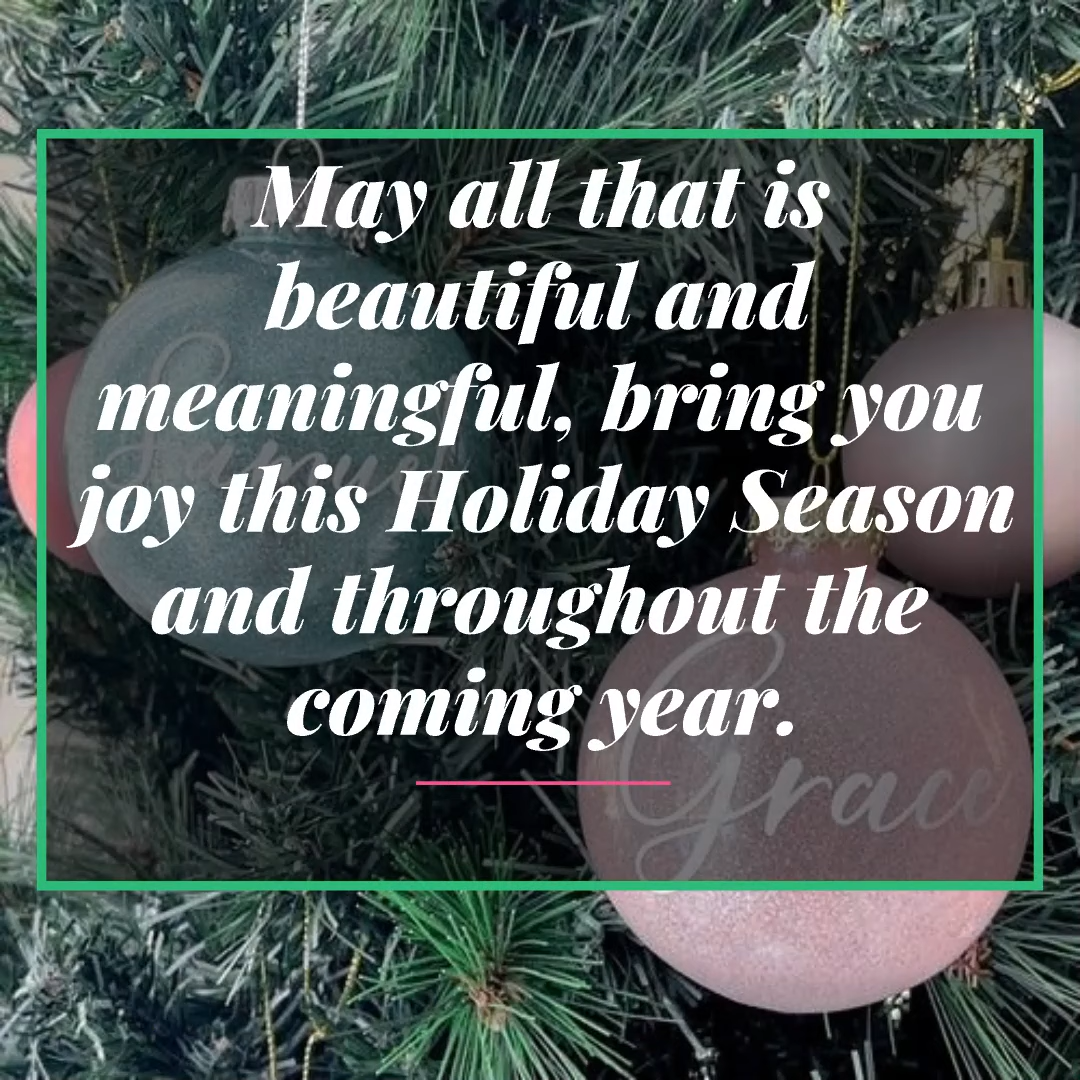 May all that is
beautiful and
meaningful, bring you
joy this Holiday Season
and throughout the
coming year.
Samuel
Grace